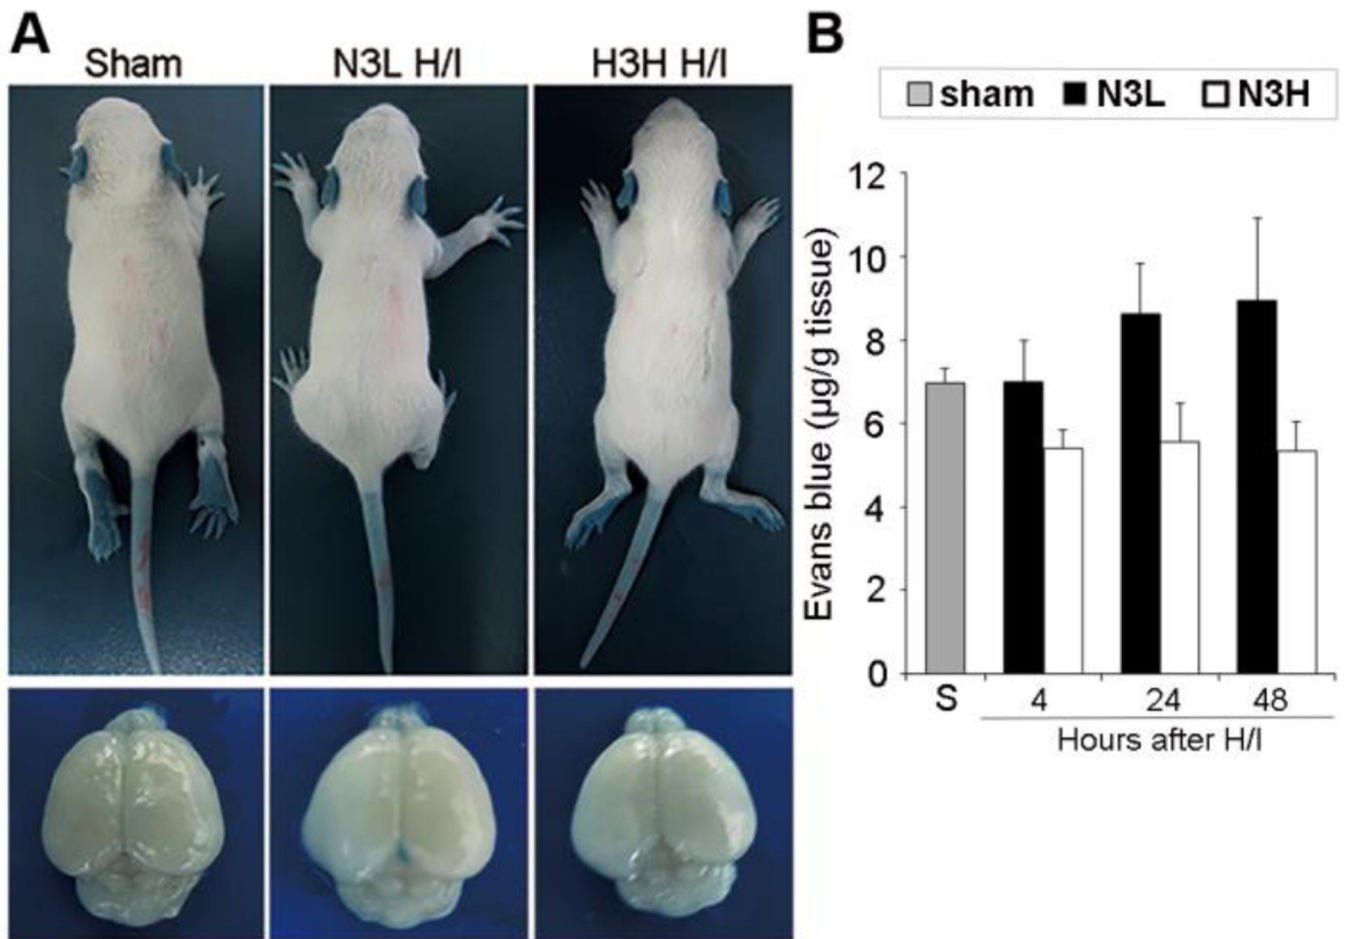 A
B
Sham
N3L H/I
H3H H/I
sham
N3L
N3H
Evans blue (µg/g tissue)
12
10
8
6
4
2
0
S
4
24
48
Hours after H/I